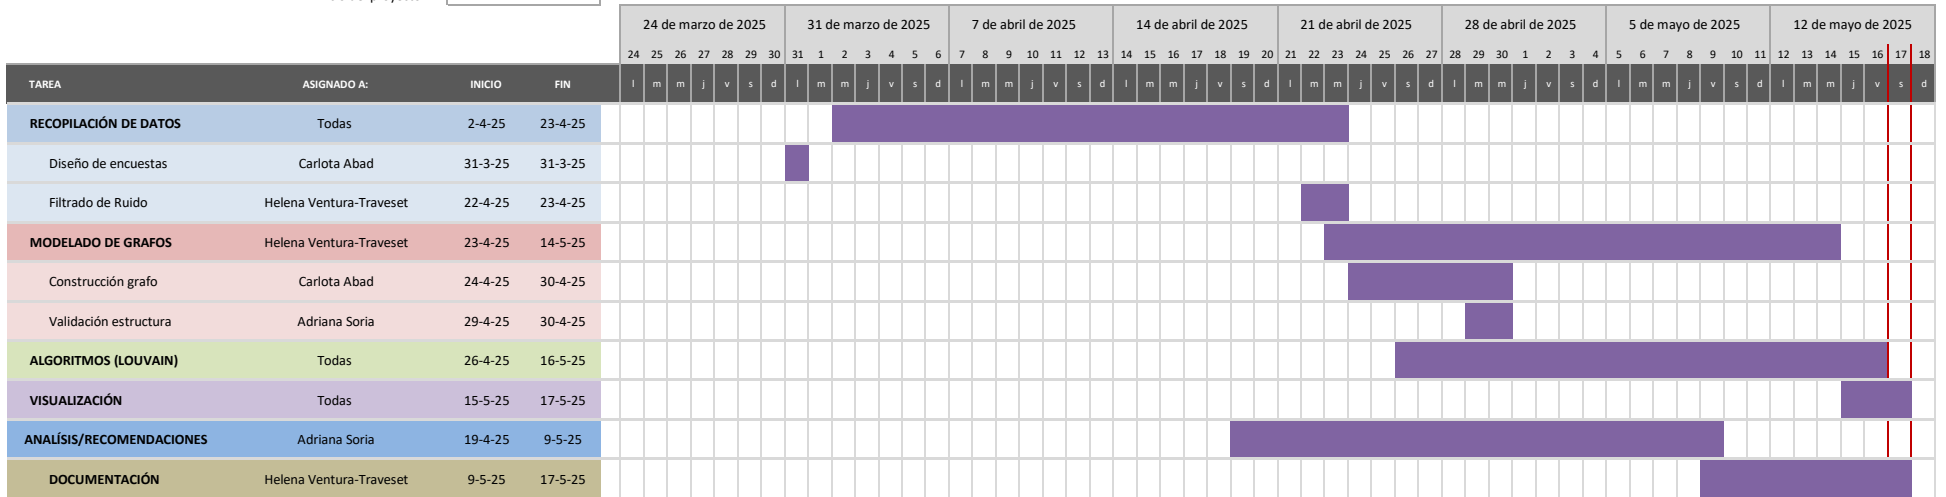 24 de marzo de 2025 31 de marzo de 2025 7 de abril de 2025 14 de abril de 2025 21 de abril de 2025 28 de abril de 2025 5 de mayo de 2025 12 de mayo de 2025
24 25 26 27 28 29 30 31 1 2 3 4 5 6 7 8 9 10 11 12 13 14 15 16 17 18 19 20 21 22 23 24 25 26 27 28 29 30 1 2 3 4 5 6 7 8 9 10 11 12 13 14 15 16 17 18
TAREA ASIGNADO A: INICIO FIN l m m j v s d l m m j v s d l m m j v s d l m m j v s d l m m j v s d l m m j v s d l m m j v s d l m m j v s d
RECOPILACIÓN DE DATOS Todas 2-4-25 23-4-25
Diseño de encuestas Carlota Abad 31-3-25 31-3-25
Filtrado de Ruido Helena Ventura-Traveset 22-4-25 23-4-25
MODELADO DE GRAFOS Helena Ventura-Traveset 23-4-25 14-5-25
Construcción grafo Carlota Abad 24-4-25 30-4-25
Validación estructura Adriana Soria 29-4-25 30-4-25
ALGORITMOS (LOUVAIN) Todas 26-4-25 16-5-25
VISUALIZACIÓN Todas 15-5-25 17-5-25
ANALÍSIS/RECOMENDACIONES Adriana Soria 19-4-25 9-5-25
DOCUMENTACIÓN Helena Ventura-Traveset 9-5-25 17-5-25